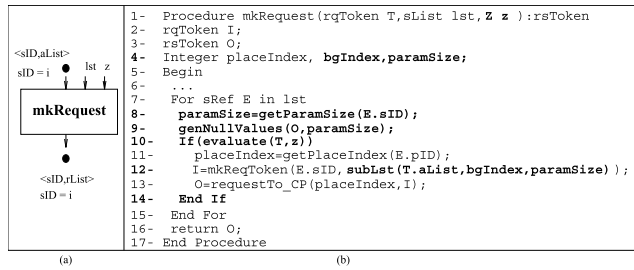 <sID,aList>
sID = i
lst z
mkRequest
<sID,rList>
sID = i
(a)
1- Procedure mkRequest(rqToken T,sList lst,Z z ):rsToken
2- rqToken I;
3- rsToken O;
4- Integer placeIndex, bgIndex,paramSize;
5- Begin
6- ...
7- For sRef E in lst
8- paramSize=getParamSize(E.sID);
9- genNullValues(O,paramSize);
10- If(evaluate(T,z))
11- placeIndex=getPlaceIndex(E.pID);
12- I=mkReqToken(E.sID,subLst(T.aList,bgIndex,paramSize));
13- O=requestTo_CP(placeIndex,I);
14- End If
15- End For
16- return O;
17- End Procedure
(b)